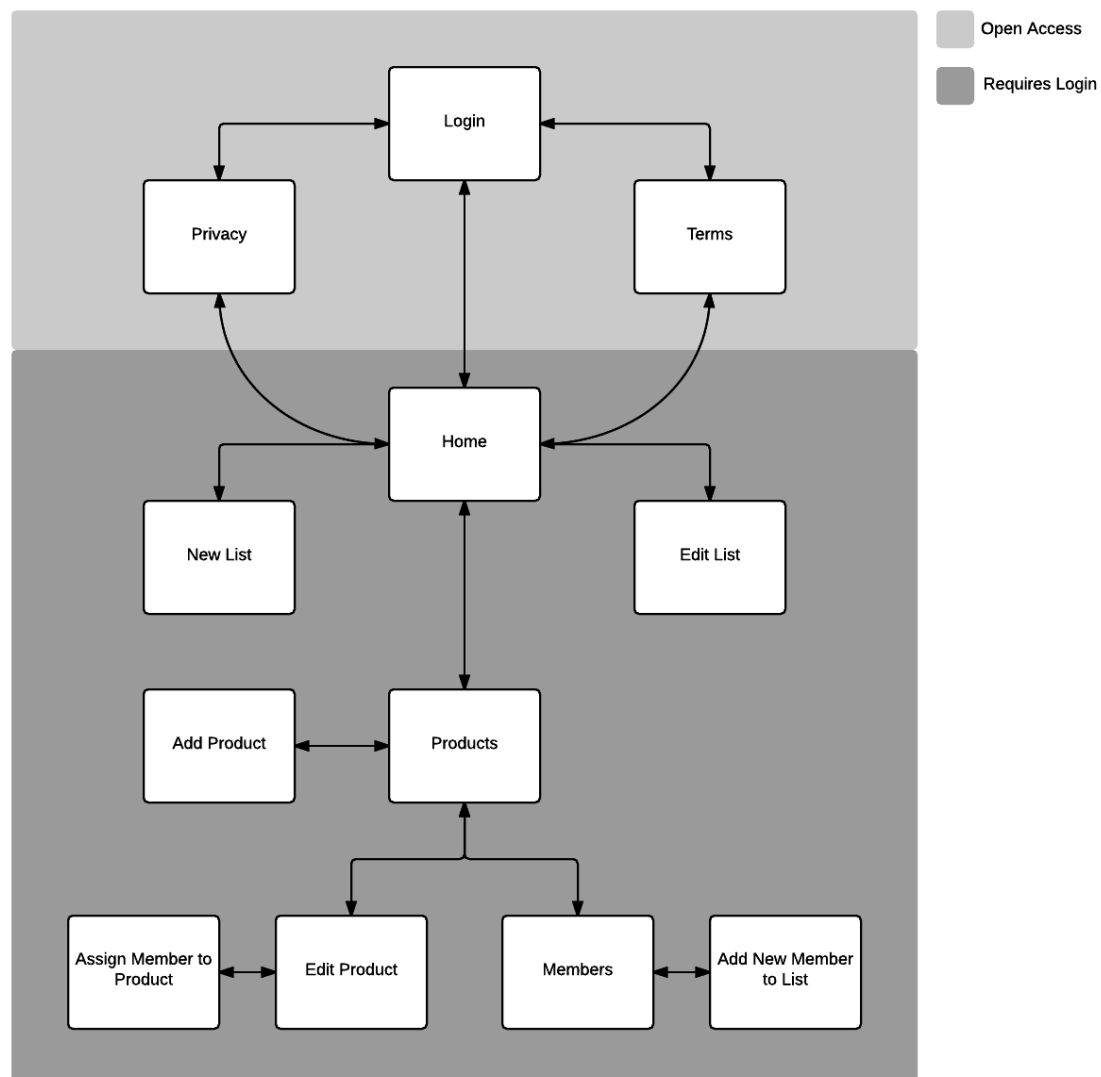 Open Access
Requires Login
Login
Privacy
Terms
Home
New List
Edit List
Add Product
Products
Assign Member to
Product
Edit Product
Members
Add New Member
to List